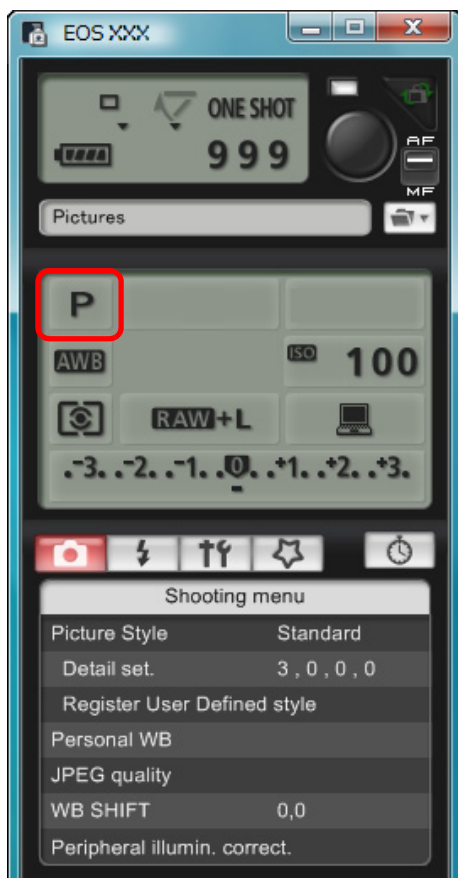 EOS XXX
ONE SHOT
999
AF
MF
Pictures
P
AWB
ISO 100
RAW+L
.-3. .-2. .-1. .0. .+1. .+2. .+3.
Shooting menu
Picture Style Standard
Detail set. 3 , 0 , 0 , 0
Register User Defined style
Personal WB
JPEG quality
WB SHIFT 0,0
Peripheral illumin. correct.